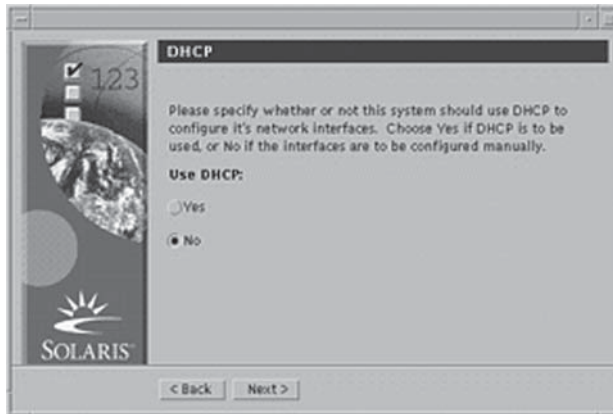 DHCP
123
Please specify whether or not this system should use DHCP to
configure it's network interfaces. Choose Yes if DHCP is to be
used, or No if the interfaces are to be configured manually.
Use DHCP:
Yes
No
SOLARIS™
< Back Next >